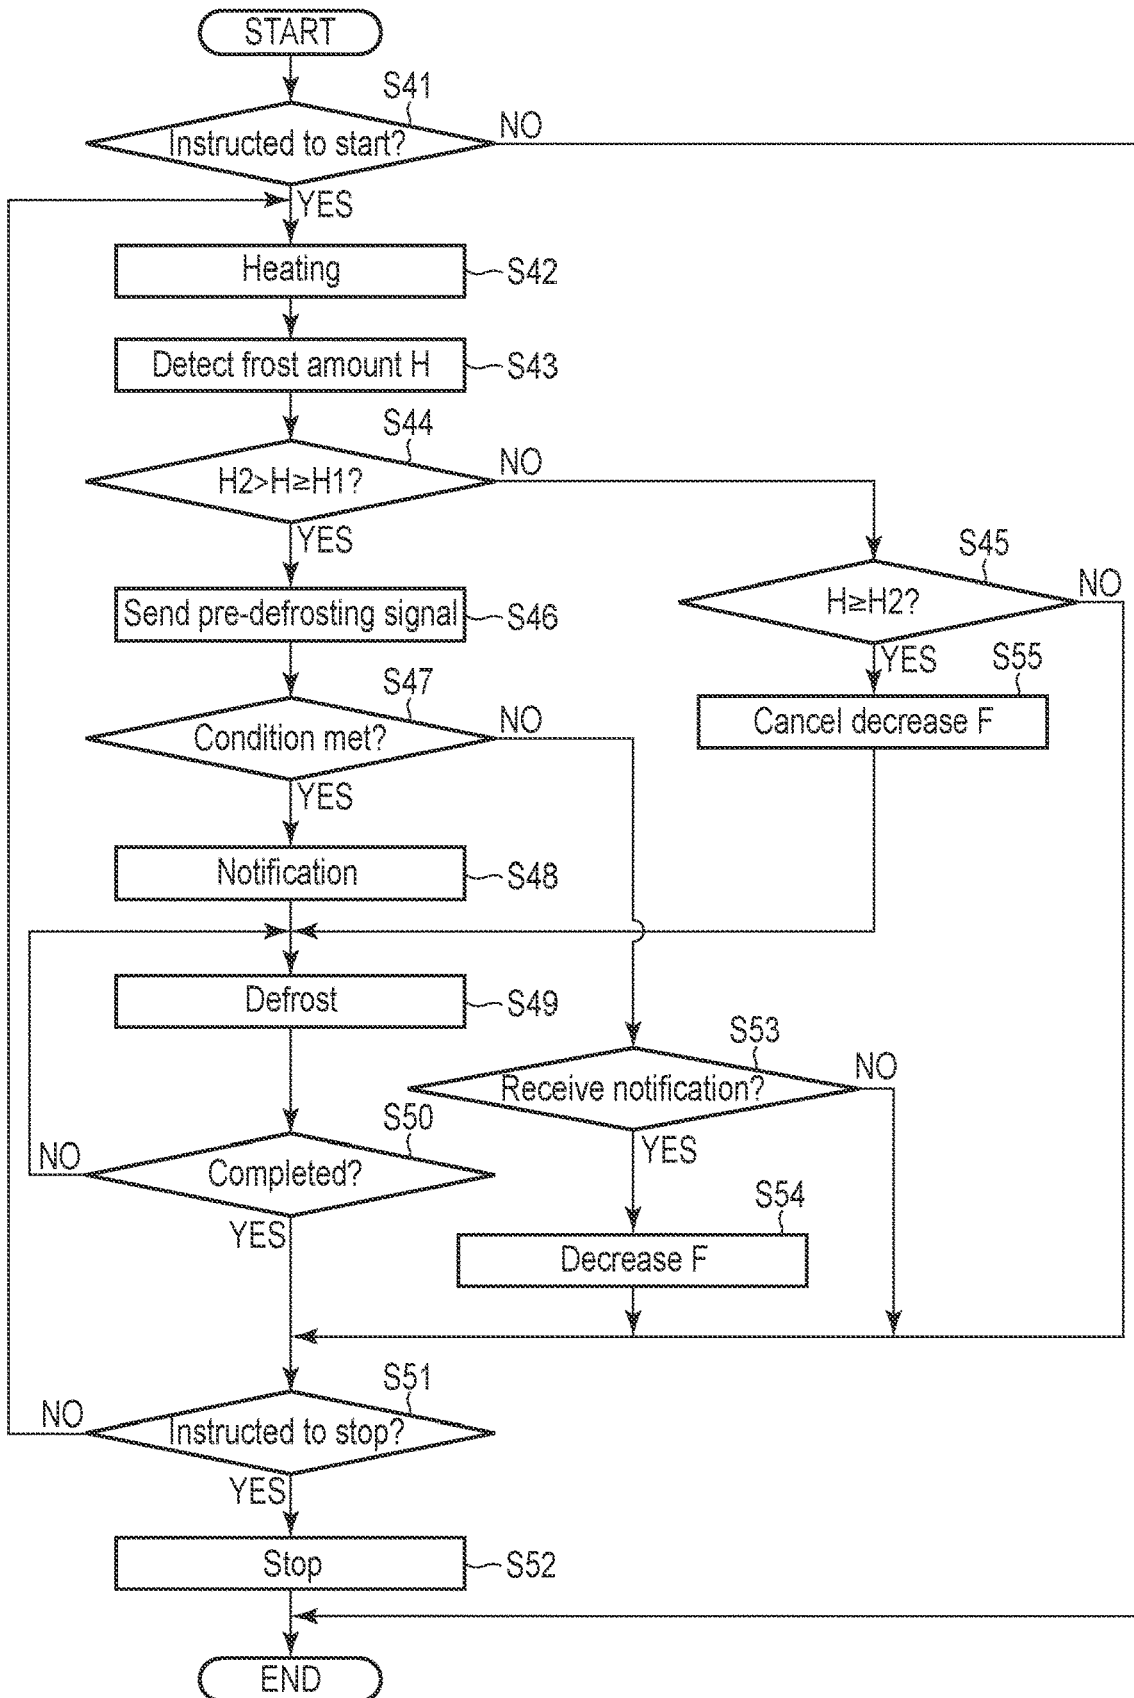 START
S41
Instructed to start?
NO
YES
Heating
S42
Detect frost amount H
S43
S44
H2>H≥H1?
NO
YES
S45
H≥H2?
NO
YES
Send pre-defrosting signal
S46
S55
Cancel decrease F
S47
Condition met?
NO
YES
Notification
S48
Defrost
S49
S53
Receive notification?
NO
YES
S50
Completed?
NO
YES
S54
Decrease F
S51
Instructed to stop?
NO
YES
Stop
S52
END